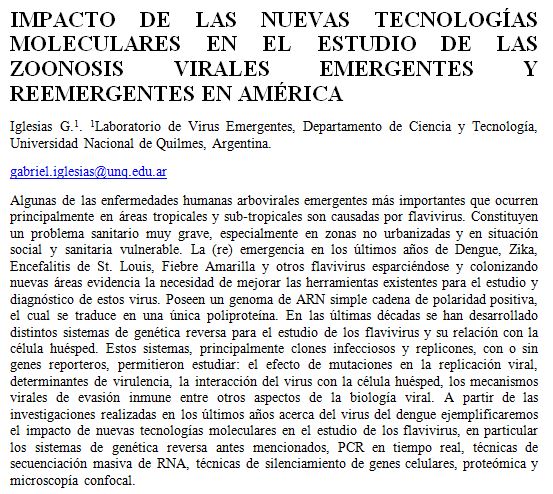 IMPACTO DE LAS NUEVAS TECNOLOGÍAS
MOLECULARES EN EL ESTUDIO DE LAS
ZOONOSIS VIRALES EMERGENTES Y
REEMERGENTES EN AMÉRICA
Iglesias G.¹. ¹Laboratorio de Virus Emergentes, Departamento de Ciencia y Tecnología,
Universidad Nacional de Quilmes, Argentina.
gabriel.iglesias@unq.edu.ar
Algunas de las enfermedades humanas arbovirales emergentes más importantes que ocurren
principalmente en áreas tropicales y sub-tropicales son causadas por flavivirus. Constituyen
un problema sanitario muy grave, especialmente en zonas no urbanizadas y en situación
social y sanitaria vulnerable. La (re) emergencia en los últimos años de Dengue, Zika,
Encefalitis de St. Louis, Fiebre Amarilla y otros flavivirus esparciéndose y colonizando
nuevas áreas evidencia la necesidad de mejorar las herramientas existentes para el estudio y
diagnóstico de estos virus. Poseen un genoma de ARN simple cadena de polaridad positiva,
el cual se traduce en una única poliproteína. En las últimas décadas se han desarrollado
distintos sistemas de genética reversa para el estudio de los flavivirus y su relación con la
célula huésped. Estos sistemas, principalmente clones infecciosos y replicones, con o sin
genes reporteros, permitieron estudiar: el efecto de mutaciones en la replicación viral,
determinantes de virulencia, la interacción del virus con la célula huésped, los mecanismos
virales de evasión inmune entre otros aspectos de la biología viral. A partir de las
investigaciones realizadas en los últimos años acerca del virus del dengue ejemplificaremos
el impacto de nuevas tecnologías moleculares en el estudio de los flavivirus, en particular
los sistemas de genética reversa antes mencionados, PCR en tiempo real, técnicas de
secuenciación masiva de RNA, técnicas de silenciamiento de genes celulares, proteómica y
microscopía confocal.